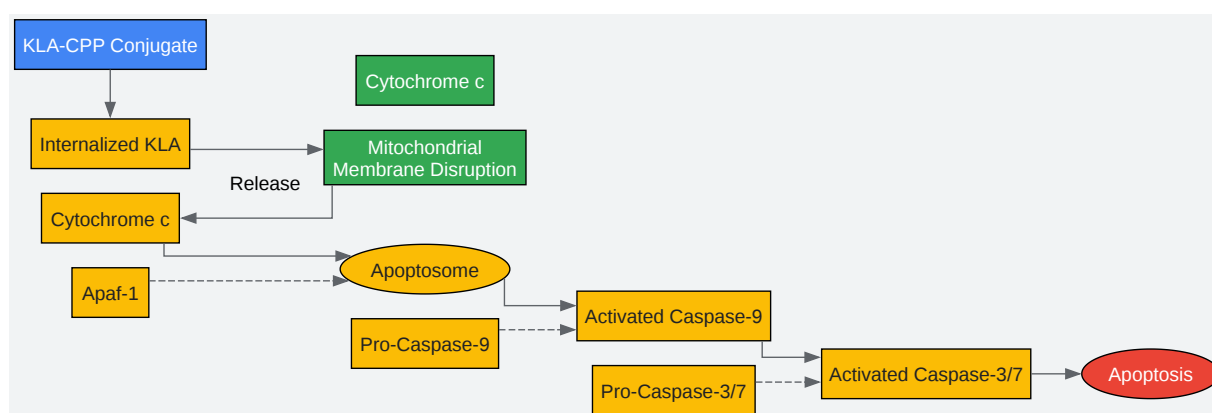 KLA-CPP Conjugate
Cytochrome c
Internalized KLA
Mitochondrial
Membrane Disruption
Release
Cytochrome c
Apoptosome
Apaf-1
Activated Caspase-9
Pro-Caspase-9
Activated Caspase-3/7
Apoptosis
Pro-Caspase-3/7